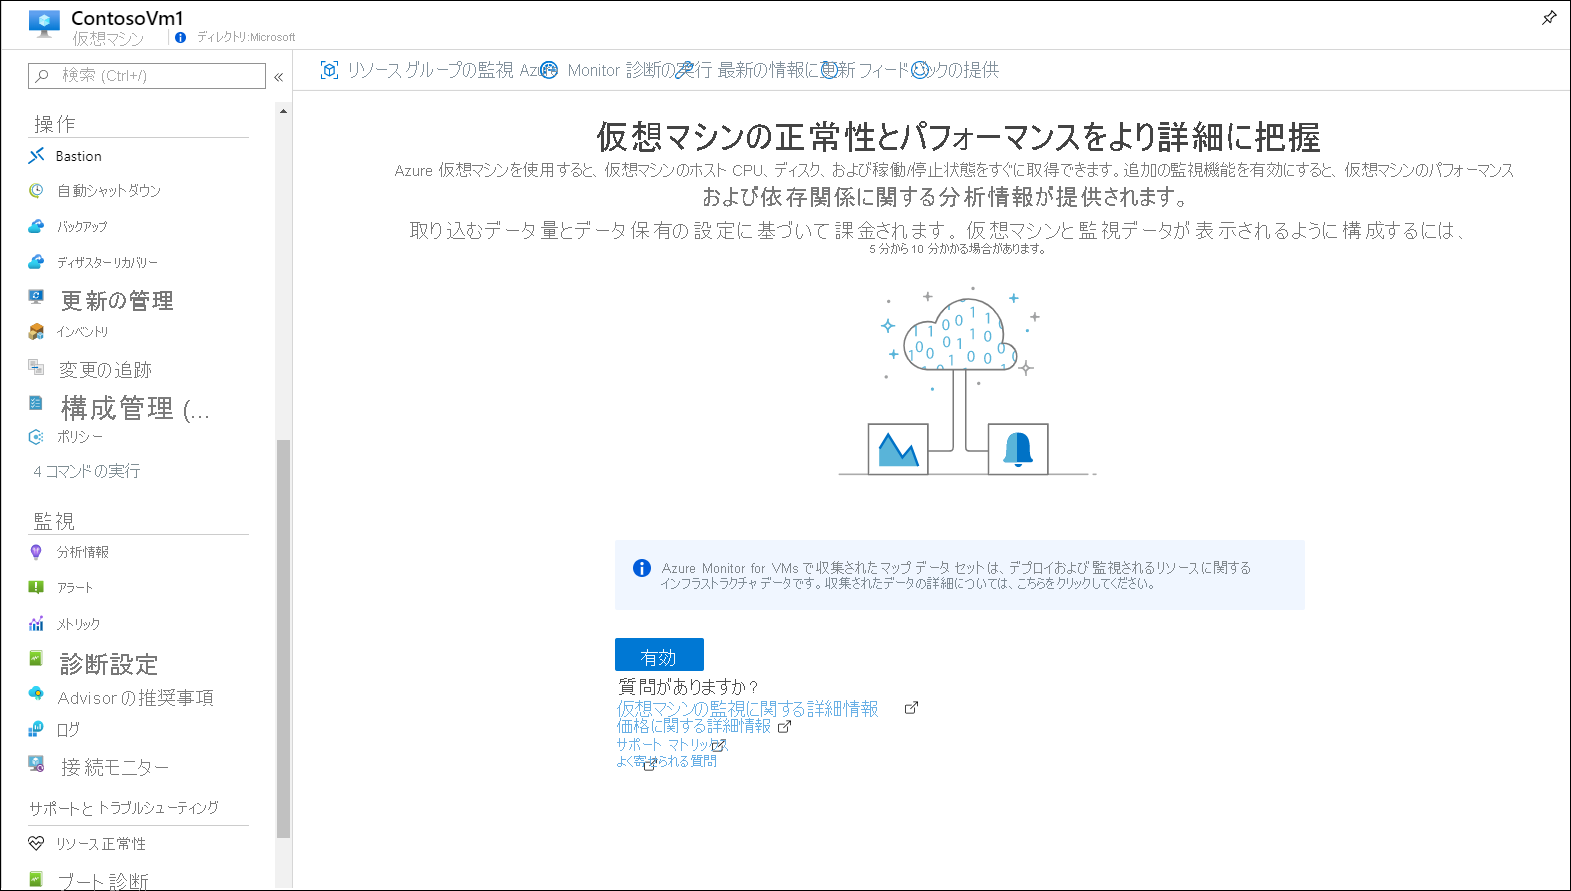 ContosoVm1
仮想マシン
ディレクトリ:Microsoft
検索 (Ctrl+/)
«
リソース グループの監視 Azure Monitor 診断の実行 最新の情報に更新 フィードバックの提供
操作
Bastion
自動シャットダウン
バックアップ
ディザスター リカバリー
更新の管理
インベントリ
変更の追跡
構成管理 (...
ポリシー
4 コマンドの実行
監視
分析情報
アラート
メトリック
診断設定
Advisor の推奨事項
ログ
接続モニター
サポートと トラブルシューティング
リソース正常性
ブート診断
仮想マシンの正常性とパフォーマンスをより詳細に把握
Azure 仮想マシンを使用すると、仮想マシンのホスト CPU、ディスク、および稼働/停止状態をすぐに取得できます。追加の監視機能を有効にすると、仮想マシンのパフォーマンス
および依存関係に関する分析情報が提供されます。
取り込むデータ量とデータ保有の設定に基づいて課金されます。仮想マシンと監視データが表示されるように構成するには、
5 分から 10 分かかる場合があります。
Azure Monitor for VMs で収集されたマップ データ セットは、デプロイおよび監視されるリソースに関する
インフラストラクチャ データです。収集されたデータの詳細については、こちらをクリックしてください。
有効
質問がありますか？
仮想マシンの監視に関する詳細情報
価格に関する詳細情報
サポート マトリックス
よく寄せられる質問